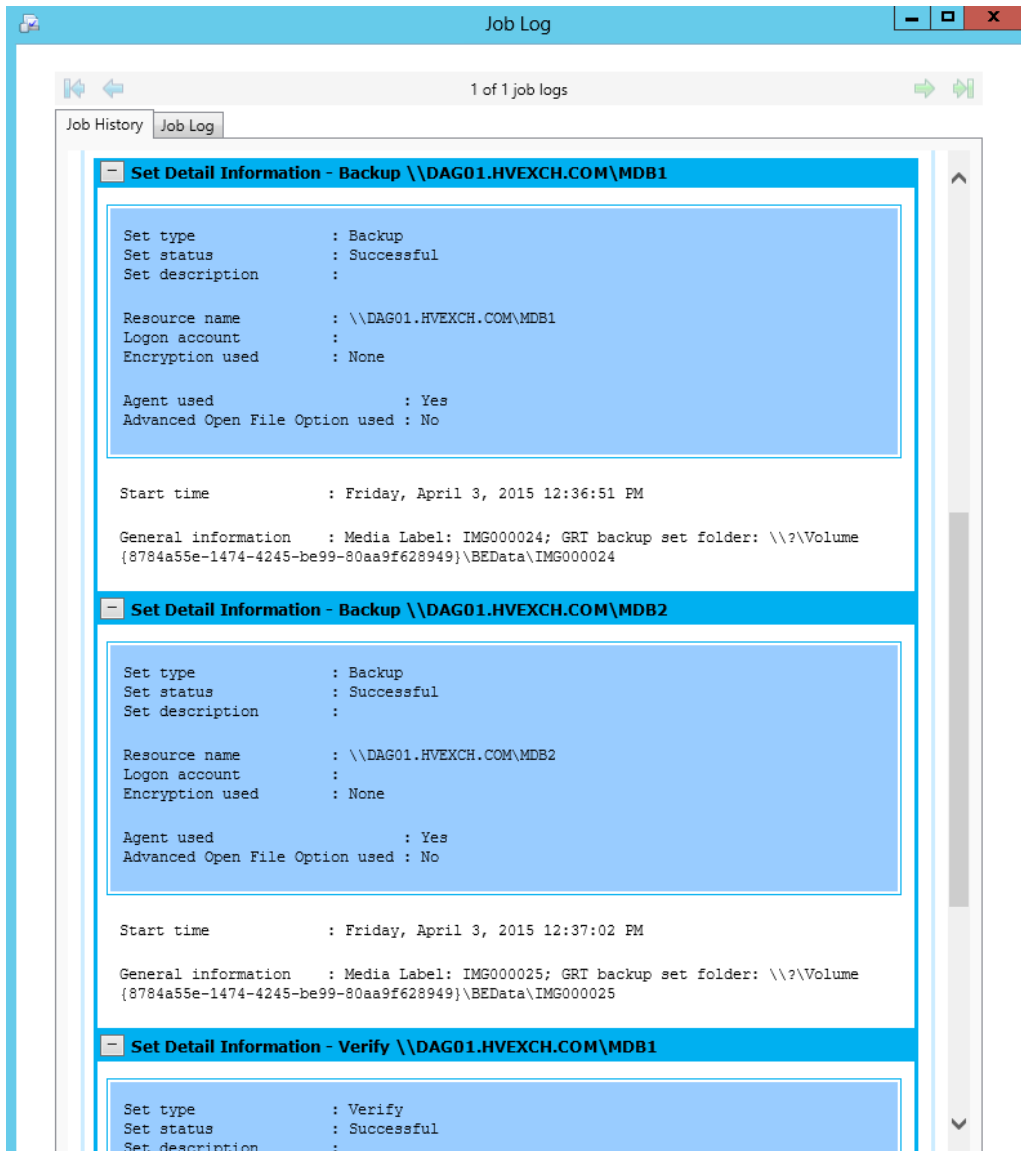 Job Log
1 of 1 job logs
Job History Job Log
Set Detail Information - Backup \\DAG01.HVEXCH.COM\MDB1
Set type : Backup
Set status : Successful
Set description :
Resource name : \\DAG01.HVEXCH.COM\MDB1
Logon account :
Encryption used : None
Agent used : Yes
Advanced Open File Option used : No
Start time : Friday, April 3, 2015 12:36:51 PM
General information : Media Label: IMG000024; GRT backup set folder: \\?\Volume
{8784a55e-1474-4245-be99-80aa9f628949}\BEData\IMG000024
Set Detail Information - Backup \\DAG01.HVEXCH.COM\MDB2
Set type : Backup
Set status : Successful
Set description :
Resource name : \\DAG01.HVEXCH.COM\MDB2
Logon account :
Encryption used : None
Agent used : Yes
Advanced Open File Option used : No
Start time : Friday, April 3, 2015 12:37:02 PM
General information : Media Label: IMG000025; GRT backup set folder: \\?\Volume
{8784a55e-1474-4245-be99-80aa9f628949}\BEData\IMG000025
Set Detail Information - Verify \\DAG01.HVEXCH.COM\MDB1
Set type : Verify
Set status : Successful
Set description :